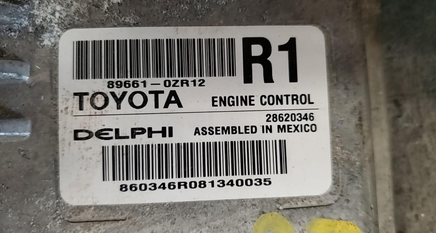 R1
89661-0ZR12
TOYOTA ENGINE CONTROL
28620346
DELPHI ASSEMBLED IN MEXICO
860346R081340035